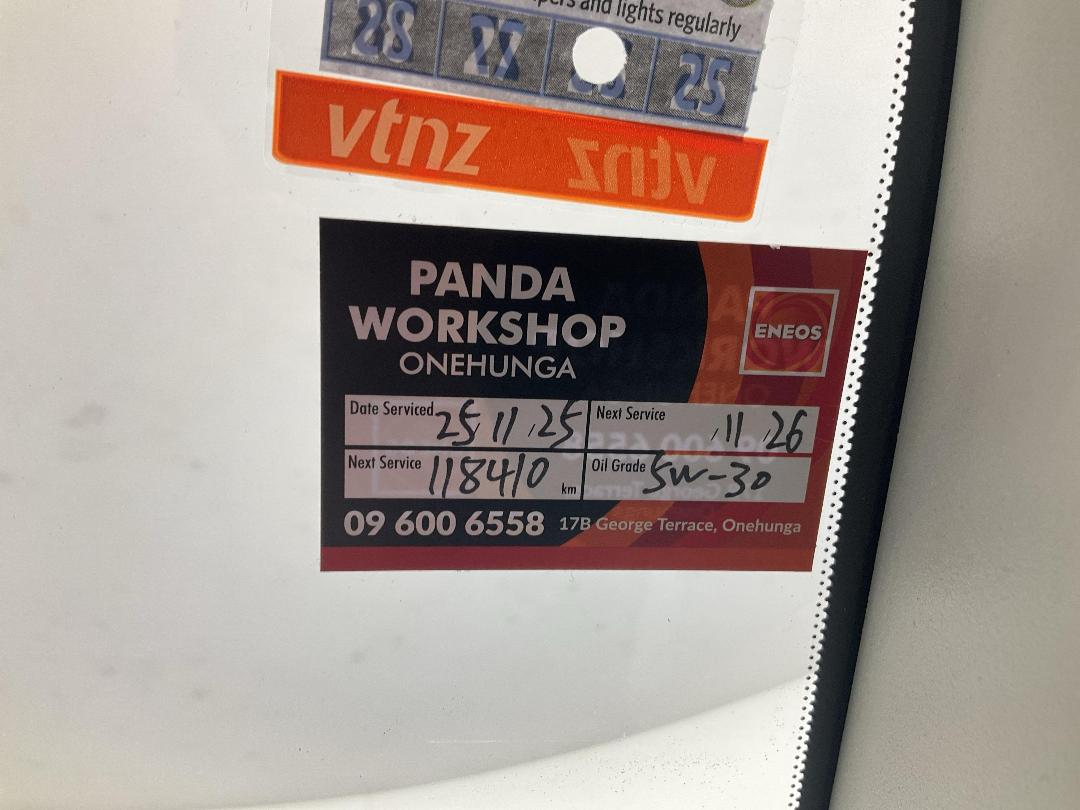 and lights regularly
28 27 25
vtnz vtnz
PANDA
WORKSHOP
ONEHUNGA
ENEOS
Date Serviced 25,11,25 Next Service ,11,26
Next Service 118410 km Oil Grade 5W-30
09 600 6558 17B George Terrace, Onehunga